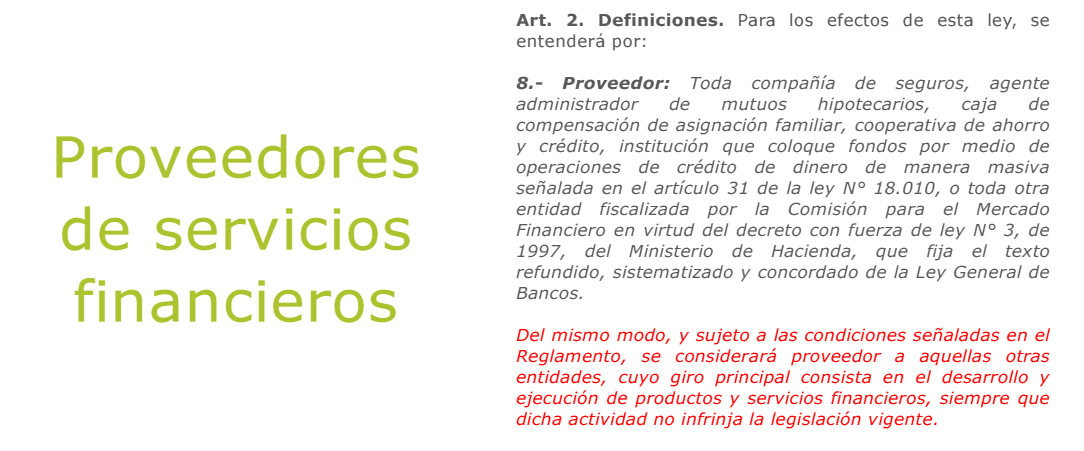 Proveedores
de servicios
financieros
Art. 2. Definiciones. Para los efectos de esta ley, se
entenderá por:
8.- Proveedor: Toda compañía de seguros, agente
administrador de mutuos hipotecarios, caja de
compensación de asignación familiar, cooperativa de ahorro
y crédito, institución que coloque fondos por medio de
operaciones de crédito de dinero de manera masiva
señalada en el artículo 31 de la ley N° 18.010, o toda otra
entidad fiscalizada por la Comisión para el Mercado
Financiero en virtud del decreto con fuerza de ley N° 3, de
1997, del Ministerio de Hacienda, que fija el texto
refundido, sistematizado y concordado de la Ley General de
Bancos.
Del mismo modo, y sujeto a las condiciones señaladas en el
Reglamento, se considerará proveedor a aquellas otras
entidades, cuyo giro principal consista en el desarrollo y
ejecución de productos y servicios financieros, siempre que
dicha actividad no infrinja la legislación vigente.